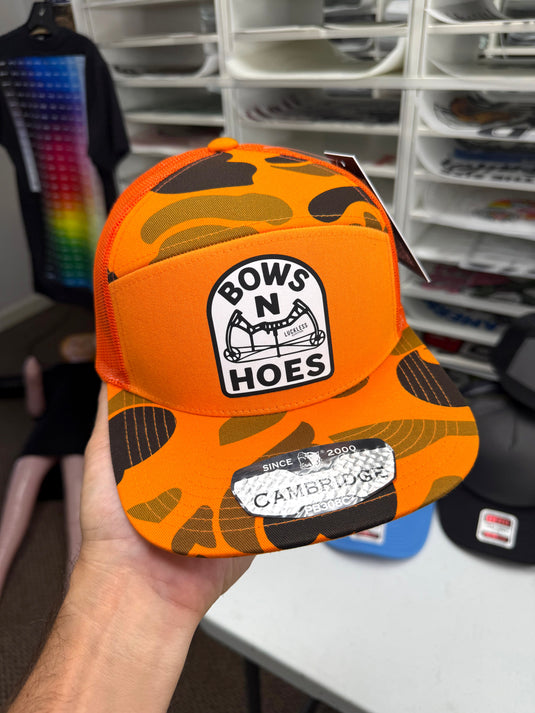 BOWS
N
LUCKLESS
HOES
SINCE 2000
CAMBRIDGE